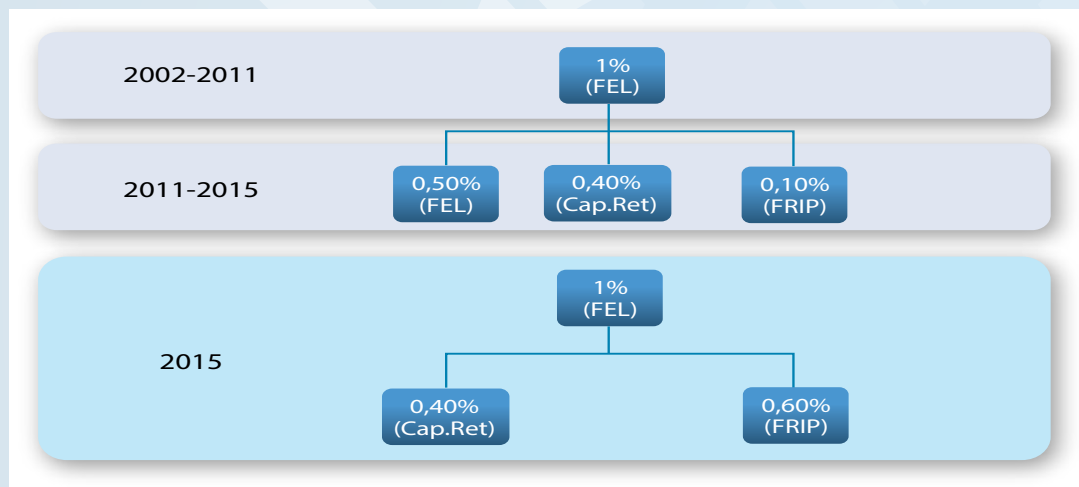 2002-2011
1%
(FEL)
2011-2015
0,50%
(FEL)
0,40%
(Cap.Ret)
0,10%
(FRIP)
2015
1%
(FEL)
0,40%
(Cap.Ret)
0,60%
(FRIP)